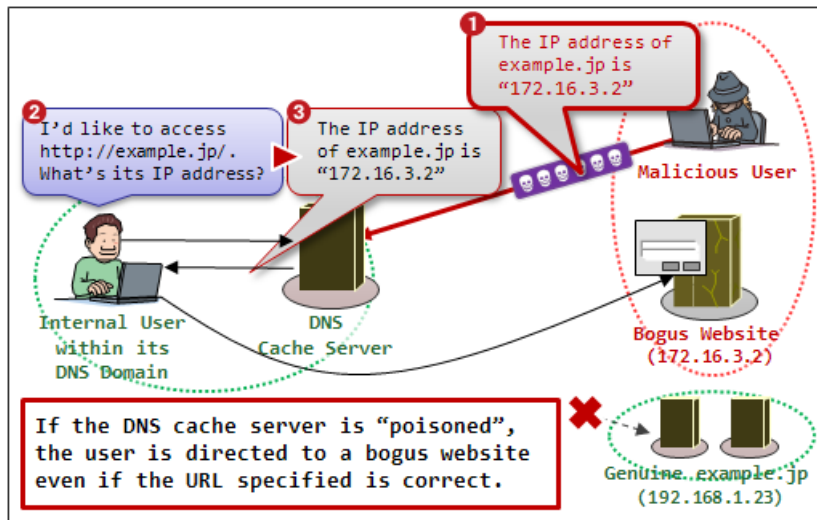 1
The IP address of
example.jp is
“172.16.3.2”
2
I’d like to access
http://example.jp/.
What’s its IP address?
3
The IP address
of example.jp is
“172.16.3.2”
Malicious User
Internal User
within its
DNS Domain
DNS
Cache Server
Bogus Website
(172.16.3.2)
If the DNS cache server is “poisoned”,
the user is directed to a bogus website
even if the URL specified is correct.
Genuine example.jp
(192.168.1.23)